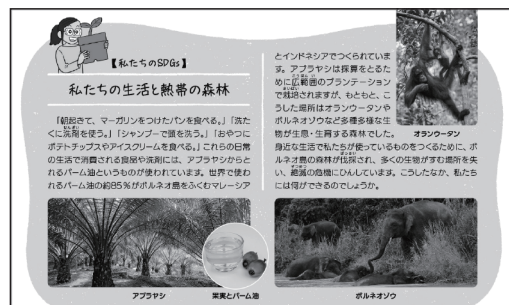 【私たちのSDGs】
私たちの生活と熱帯の森林
「朝起きて、マーガリンをつけたパンを食べる。」「洗た
くに洗剤を使う。」「シャンプーで頭を洗う。」「おやつに
ポテトチップスやアイスクリームを食べる。」これらの日常
の生活で消費される食品や洗剤には、アブラヤシからと
れるパーム油というものが使われています。世界で使わ
れるパーム油の約85％がボルネオ島をふくむマレーシア
とインドネシアでつくられていま
す。アブラヤシは採算をとるた
めに広範囲のプランテーション
で栽培されますが、もともと、こ
うした場所はオランウータンや
ボルネオゾウなど多種多様な生
物が生息・生育する森林でした。
身近な生活で私たちが使っているものをつくるために、ボ
ルネオ島の森林が伐採され、多くの生物がすむ場所を失
い、絶滅の危機にひんしています。こうしたなか、私たち
には何ができるのでしょうか。
オランウータン
アブラヤシ
果実とパーム油
ボルネオゾウ